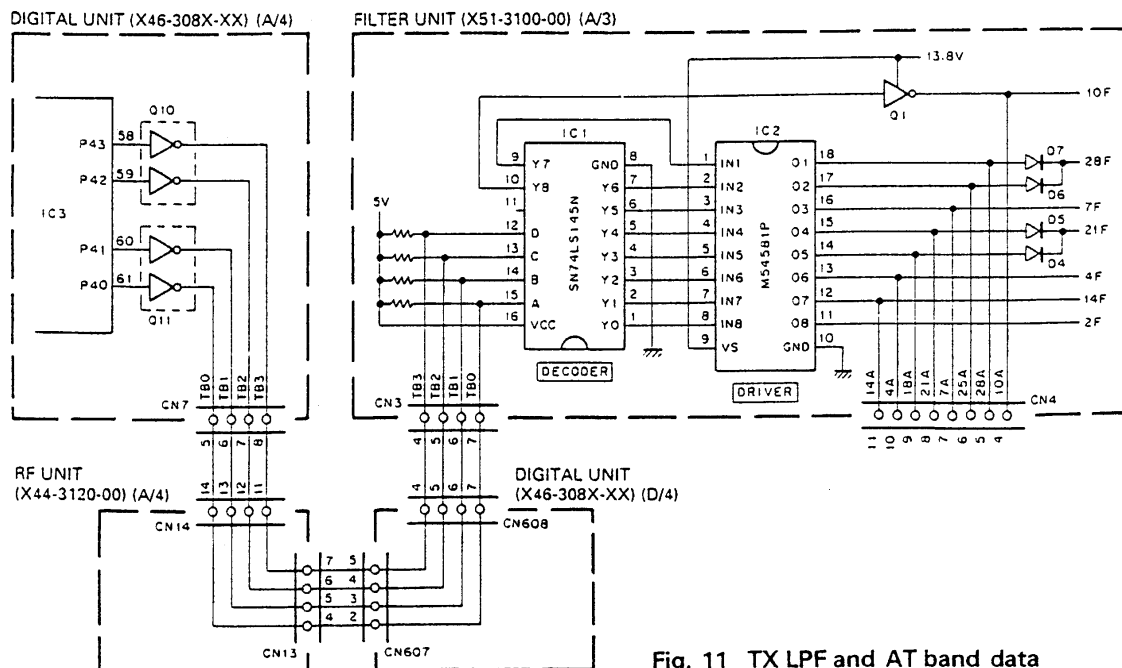 DIGITAL UNIT (X46-308X-XX) (A/4)
FILTER UNIT (X51-3100-00) (A/3)
13.8V
10F
Q1
Q10
IC1
IC2
P43 58
P42 59
IC3
P41 60
P40 61
Q11
5V
9 Y7 GND 8
10 Y8 Y6 7
11 Y5 6
12 D Y4 5
13 C Y3 4
14 B Y2 3
15 A Y1 2
16 VCC Y0 1
SN74LS145N
DECODER
1 IN1 O1 18
2 IN2 O2 17
3 IN3 O3 16
4 IN4 O4 15
5 IN5 O5 14
6 IN6 O6 13
7 IN7 O7 12
8 IN8 O8 11
9 VS GND 10
M54581P
DRIVER
D7
28F
D6
7F
D5
21F
D4
4F
14F
2F
TB0 TB1 TB2 TB3
CN7
5 6 7 8
CN3
TB3 TB2 TB1 TB0
4 5 6 7
14A 4A 18A 21A 7A 25A 28A 10A
CN4
11 10 9 8 7 6 5 4
RF UNIT
(X44-3120-00) (A/4)
14 13 12 11
CN14
DIGITAL UNIT
(X46-308X-XX) (D/4)
4 5 6 7
CN608
7 5
6 4
5 3
4 2
CN13
CN607
Fig. 11 TX LPF and AT band data